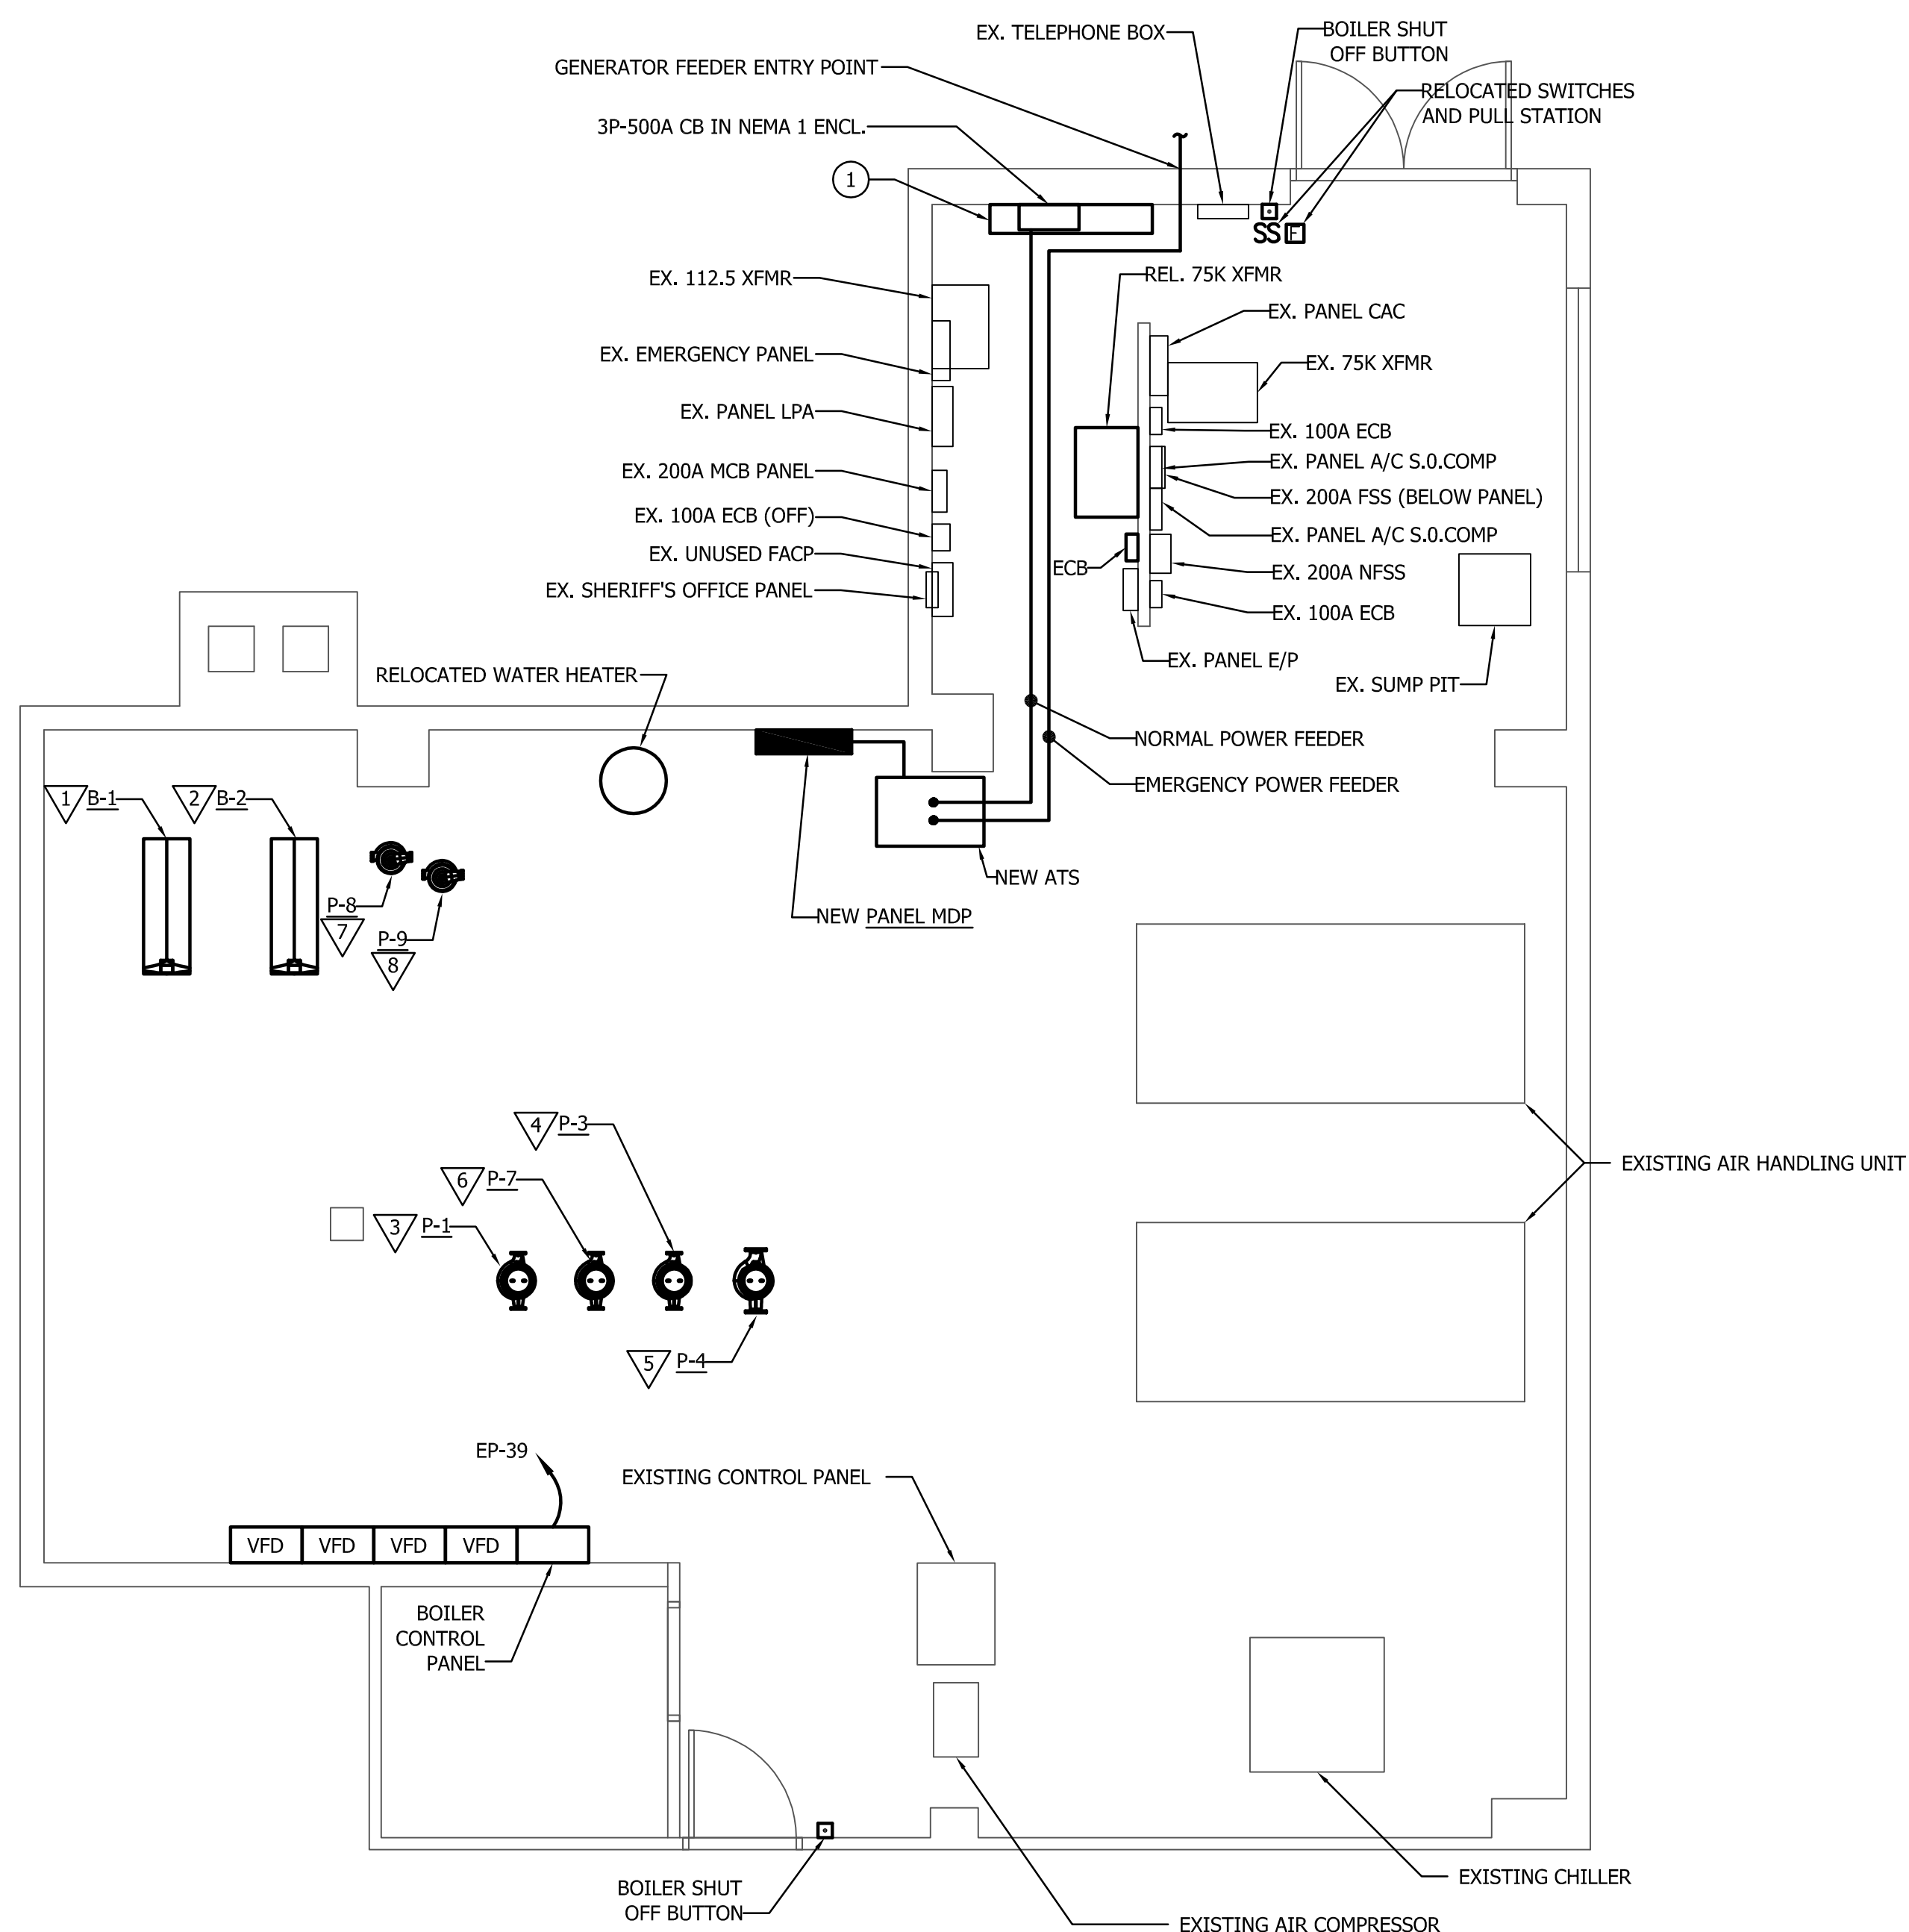 EX. TELEPHONE BOX
BOILER SHUT
OFF BUTTON
GENERATOR FEEDER ENTRY POINT
RELOCATED SWITCHES
AND PULL STATION
3P-500A CB IN NEMA 1 ENCL.
1
SS F
EX. 112.5 XFMR
REL. 75K XFMR
EX. PANEL CAC
EX. EMERGENCY PANEL
EX. 75K XFMR
EX. PANEL LPA
EX. 100A ECB
EX. 200A MCB PANEL
EX. PANEL A/C S.O.COMP
EX. 200A FSS (BELOW PANEL)
EX. 100A ECB (OFF)
EX. PANEL A/C S.O.COMP
EX. UNUSED FACP
ECB
EX. 200A NFSS
EX. SHERIFF'S OFFICE PANEL
EX. 100A ECB
RELOCATED WATER HEATER
EX. PANEL E/P
EX. SUMP PIT
NORMAL POWER FEEDER
EMERGENCY POWER FEEDER
1 B-1
2 B-2
NEW ATS
P-8
7
NEW PANEL MDP
P-9
8
4 P-3
EXISTING AIR HANDLING UNIT
6 P-7
3 P-1
5 P-4
EP-39
EXISTING CONTROL PANEL
VFD VFD VFD VFD
BOILER
CONTROL
PANEL
BOILER SHUT
OFF BUTTON
EXISTING CHILLER
EXISTING AIR COMPRESSOR